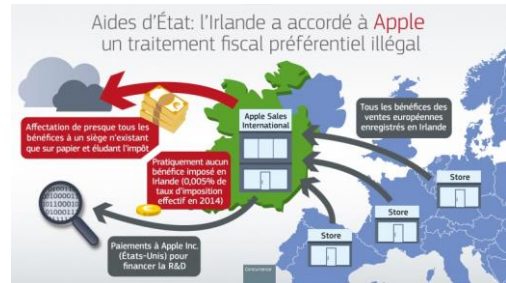 Aides d'État: l'Irlande a accordé à Apple
un traitement fiscal préférentiel illégal
Affectation de presque tous les
bénéfices à un siège n'existant
que sur papier et éludant l'impôt
Apple Sales
International
Tous les bénéfices des
ventes européennes
enregistrés en Irlande
Pratiquement aucun
bénéfice imposé en
Irlande (0,005% de
taux d'imposition
effectif en 2014)
Paiements à Apple Inc.
(États-Unis) pour
financer la R&D
Store
Store
Store
Concurrence